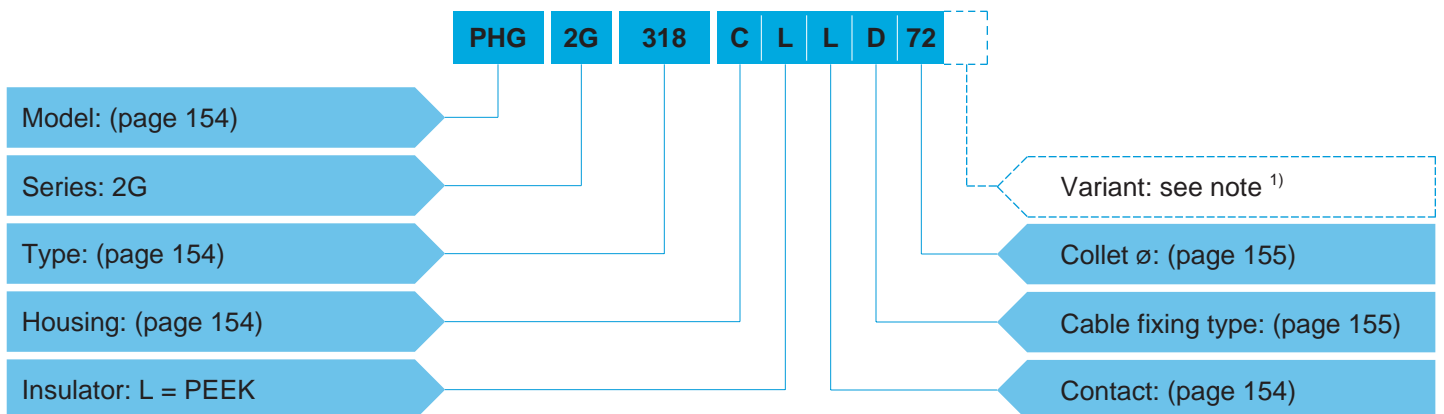 PHG 2G 318 C L L D 72
Model: (page 154)
Series: 2G
Variant: see note 1)
Type: (page 154)
Collet ø: (page 155)
Housing: (page 154)
Cable fixing type: (page 155)
Insulator: L = PEEK
Contact: (page 154)